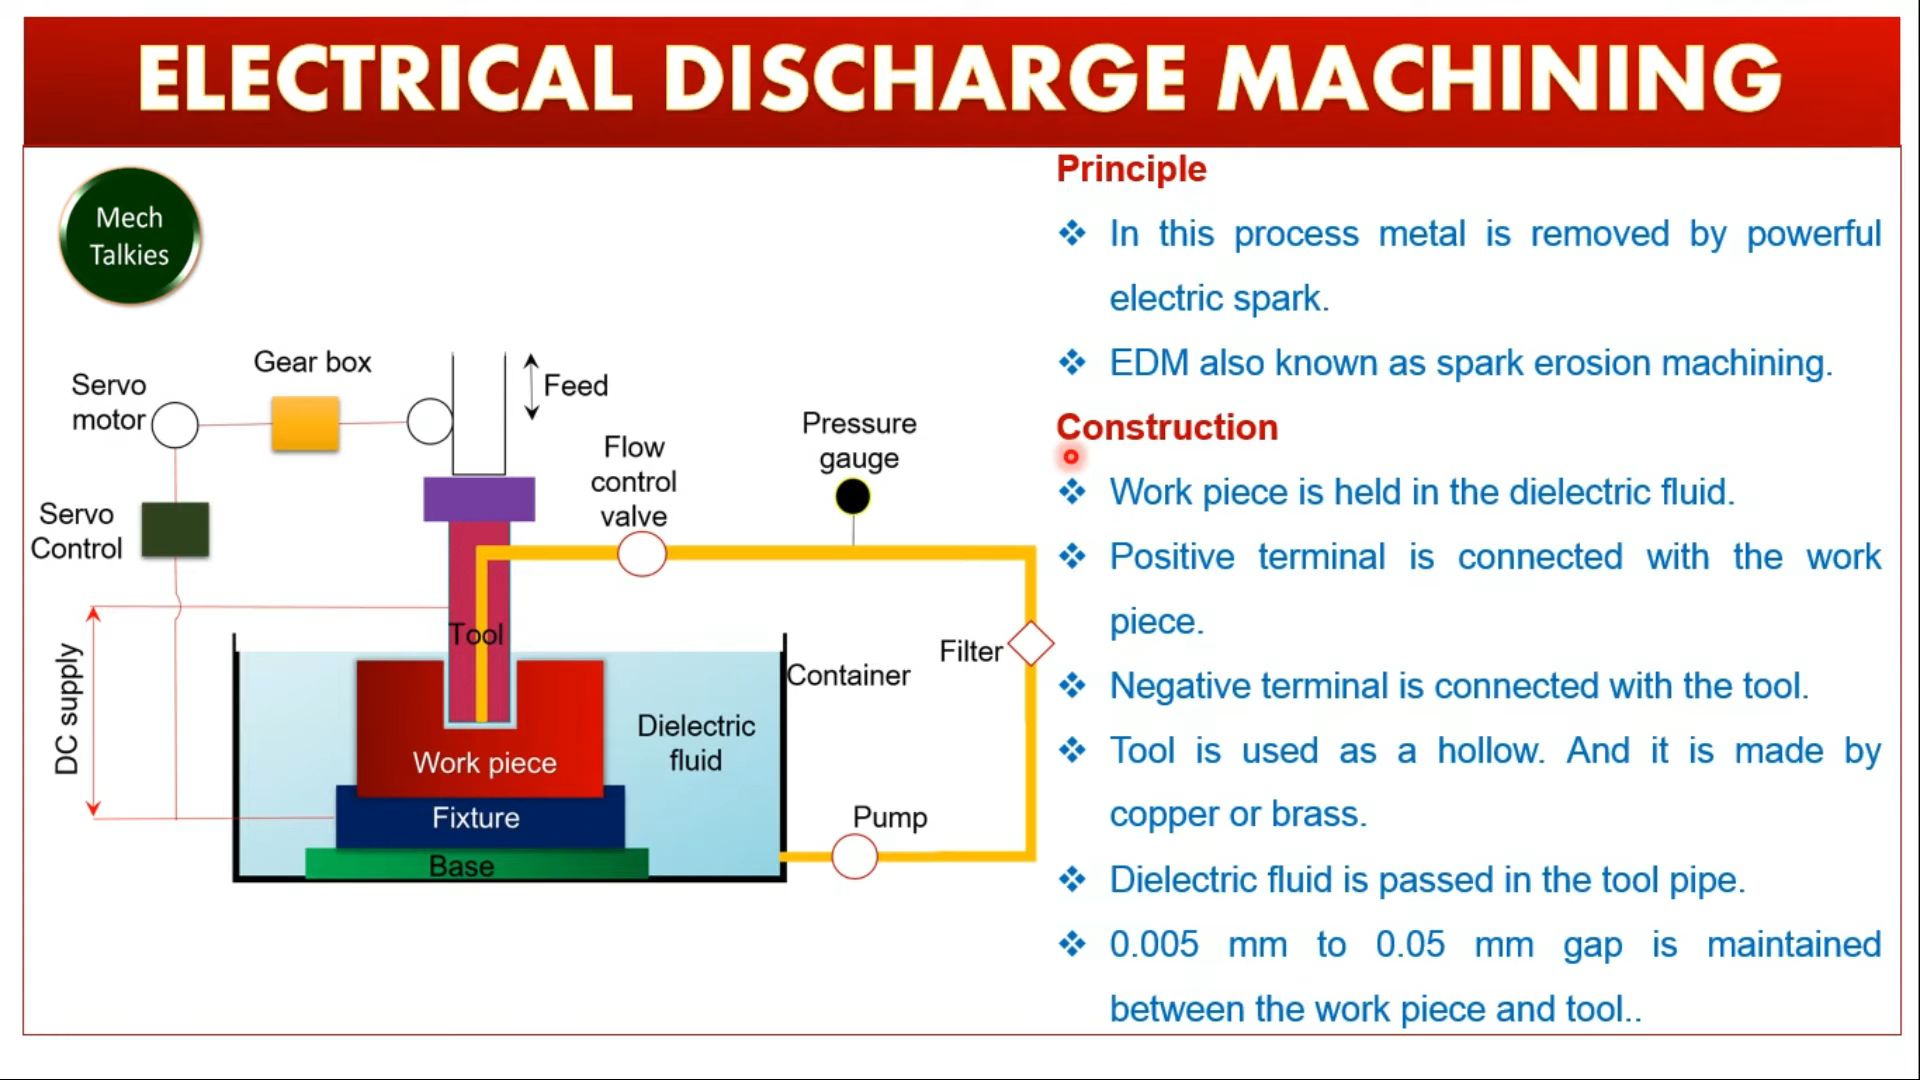 ELECTRICAL DISCHARGE MACHINING
Mech
Talkies
Gear box
Servo
motor
Feed
Flow
control
valve
Pressure
gauge
Servo
Control
Tool
DC supply
Container
Filter
Dielectric
fluid
Work piece
Fixture
Base
Pump
Principle
❖ In this process metal is removed by powerful
electric spark.
❖ EDM also known as spark erosion machining.
Construction
❖ Work piece is held in the dielectric fluid.
❖ Positive terminal is connected with the work
piece.
❖ Negative terminal is connected with the tool.
❖ Tool is used as a hollow. And it is made by
copper or brass.
❖ Dielectric fluid is passed in the tool pipe.
❖ 0.005 mm to 0.05 mm gap is maintained
between the work piece and tool..